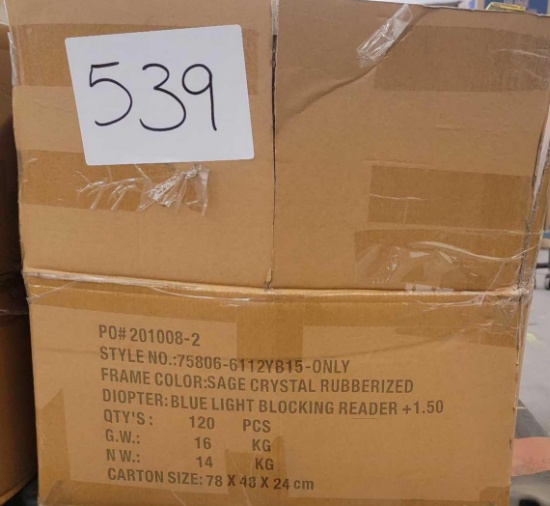 539
PO# 201008-2
STYLE NO.:75806-6112YB15-ONLY
FRAME COLOR:SAGE CRYSTAL RUBBERIZED
DIOPTER: BLUE LIGHT BLOCKING READER +1.50
QTY'S: 120 PCS
G.W.: 16 KG
N W.: 14 KG
CARTON SIZE: 78 X 48 X 24 cm